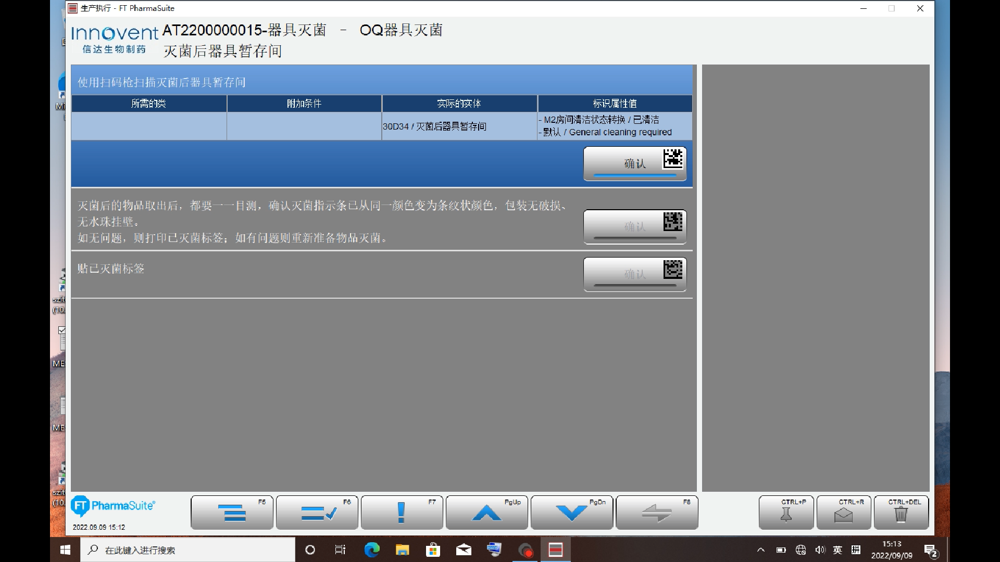 生产执行 - FT PharmaSuite
Innovent
信达生物制药
AT2200000015-器具灭菌 - OQ器具灭菌
灭菌后器具暂存间
使用扫码枪扫描灭菌后器具暂存间
所需的类 附加条件 实际的实体 标识属性值
30D34 / 灭菌后器具暂存间
- M2房间清洁状态转换 / 已清洁
- 默认 / General cleaning required
确认
灭菌后的物品取出后，都要一一目测，确认灭菌指示条已从同一颜色变为条纹状颜色，包装无破损、
无水珠挂壁。
如无问题，则打印已灭菌标签；如有问题则重新准备物品灭菌。
确认
贴已灭菌标签
确认
szit
(10.
ME
ME
szit
(10.
FT PharmaSuite®
2022.09.09 15:12
F5 F6 F7 PgUp PgDn F8 CTRL+P CTRL+R CTRL+DEL
在此键入进行搜索
英 拼
15:13
2022/09/09
2